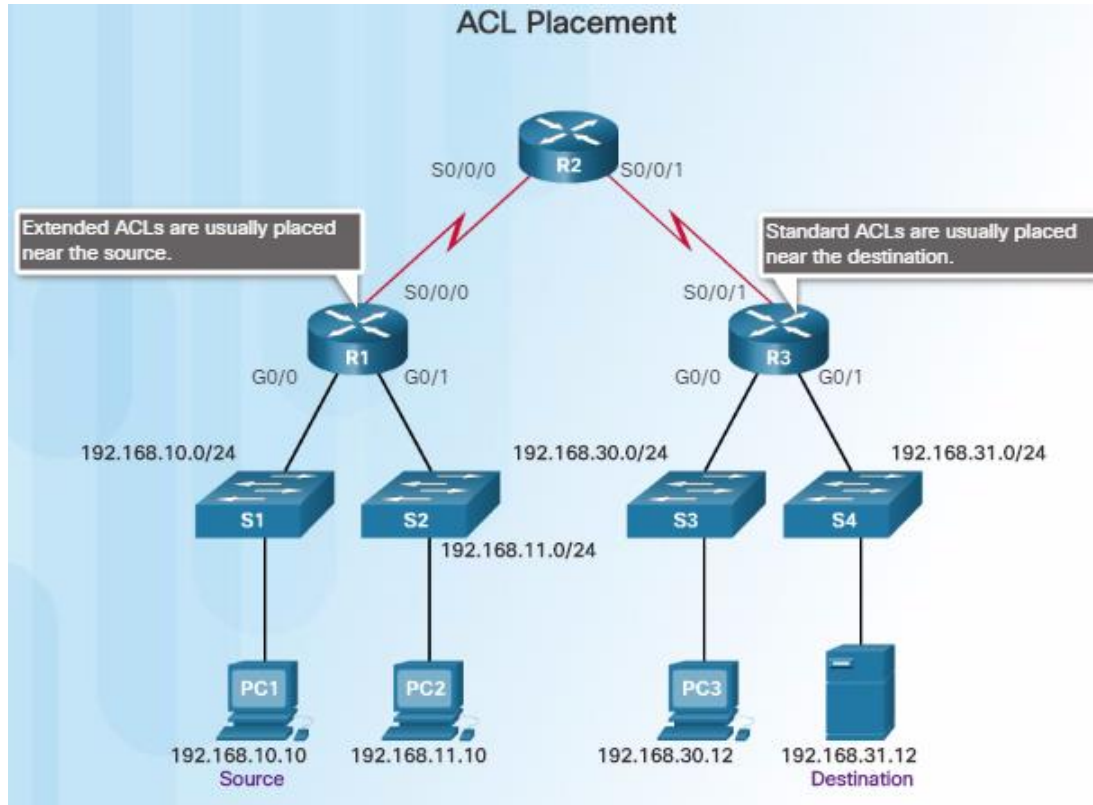 ACL Placement
R2
S0/0/0
S0/0/1
Extended ACLs are usually placed
near the source.
Standard ACLs are usually placed
near the destination.
S0/0/0
S0/0/1
R1
R3
G0/0
G0/1
G0/0
G0/1
192.168.10.0/24
192.168.30.0/24
192.168.31.0/24
S1
S2
S3
S4
192.168.11.0/24
PC1
PC2
PC3
192.168.10.10
192.168.11.10
192.168.30.12
192.168.31.12
Source
Destination